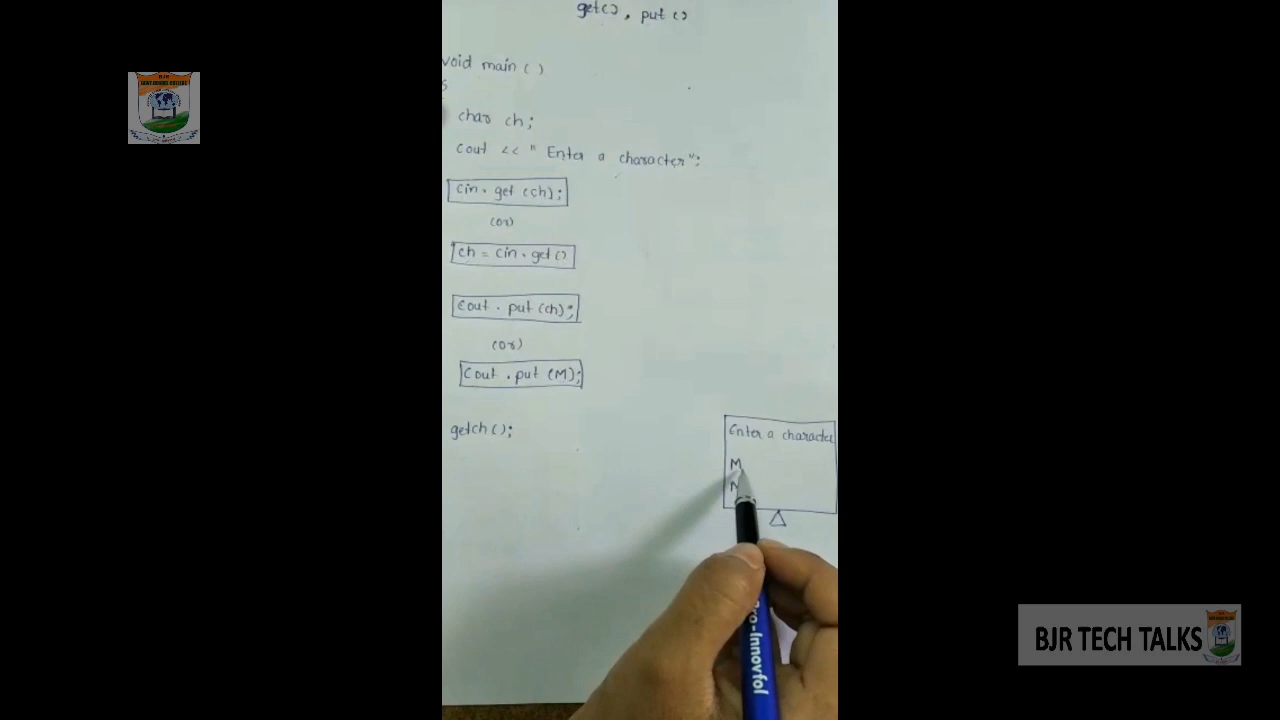 get(), put ()
void main ( )
char ch;
cout << " Enter a character";
cin. get (ch);
(or)
ch = cin. get ()
cout . put (ch);
(or)
Cout . put (M);
getch ();
Enter a character
M
Pro-Innovfol
BJR TECH TALKS